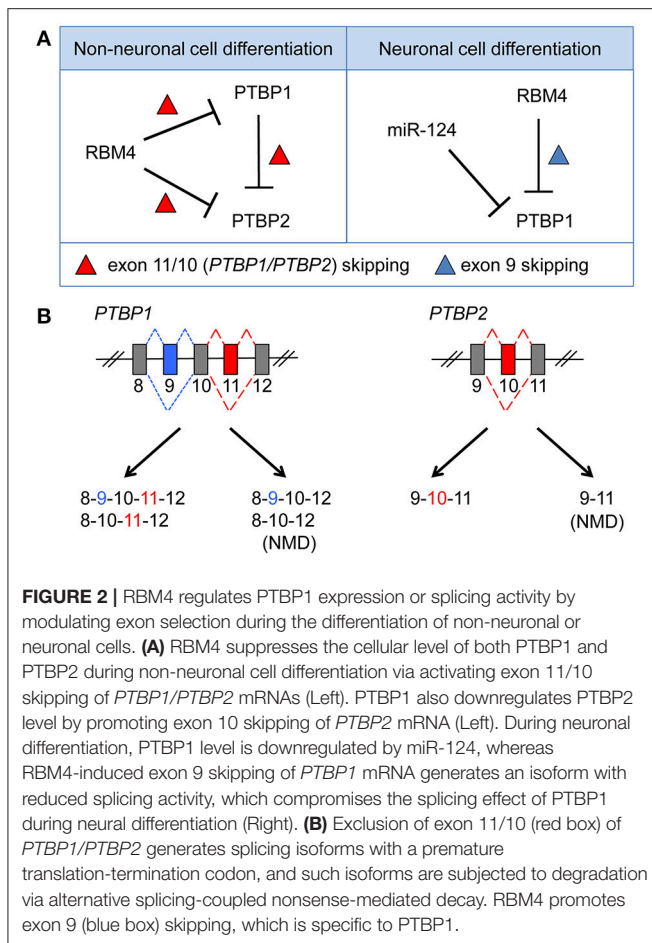 A
Non-neuronal cell differentiation
Neuronal cell differentiation
PTBP1
RBM4
PTBP2
RBM4
miR-124
PTBP1
exon 11/10 (PTBP1/PTBP2) skipping
exon 9 skipping
B
PTBP1
PTBP2
8 9 10 11 12
9 10 11
8-9-10-11-12
8-10-11-12
8-9-10-12
8-10-12
(NMD)
9-10-11
9-11
(NMD)
FIGURE 2 | RBM4 regulates PTBP1 expression or splicing activity by
modulating exon selection during the differentiation of non-neuronal or
neuronal cells. (A) RBM4 suppresses the cellular level of both PTBP1 and
PTBP2 during non-neuronal cell differentiation via activating exon 11/10
skipping of PTBP1/PTBP2 mRNAs (Left). PTBP1 also downregulates PTBP2
level by promoting exon 10 skipping of PTBP2 mRNA (Left). During neuronal
differentiation, PTBP1 level is downregulated by miR-124, whereas
RBM4-induced exon 9 skipping of PTBP1 mRNA generates an isoform with
reduced splicing activity, which compromises the splicing effect of PTBP1
during neural differentiation (Right). (B) Exclusion of exon 11/10 (red box) of
PTBP1/PTBP2 generates splicing isoforms with a premature
translation-termination codon, and such isoforms are subjected to degradation
via alternative splicing-coupled nonsense-mediated decay. RBM4 promotes
exon 9 (blue box) skipping, which is specific to PTBP1.